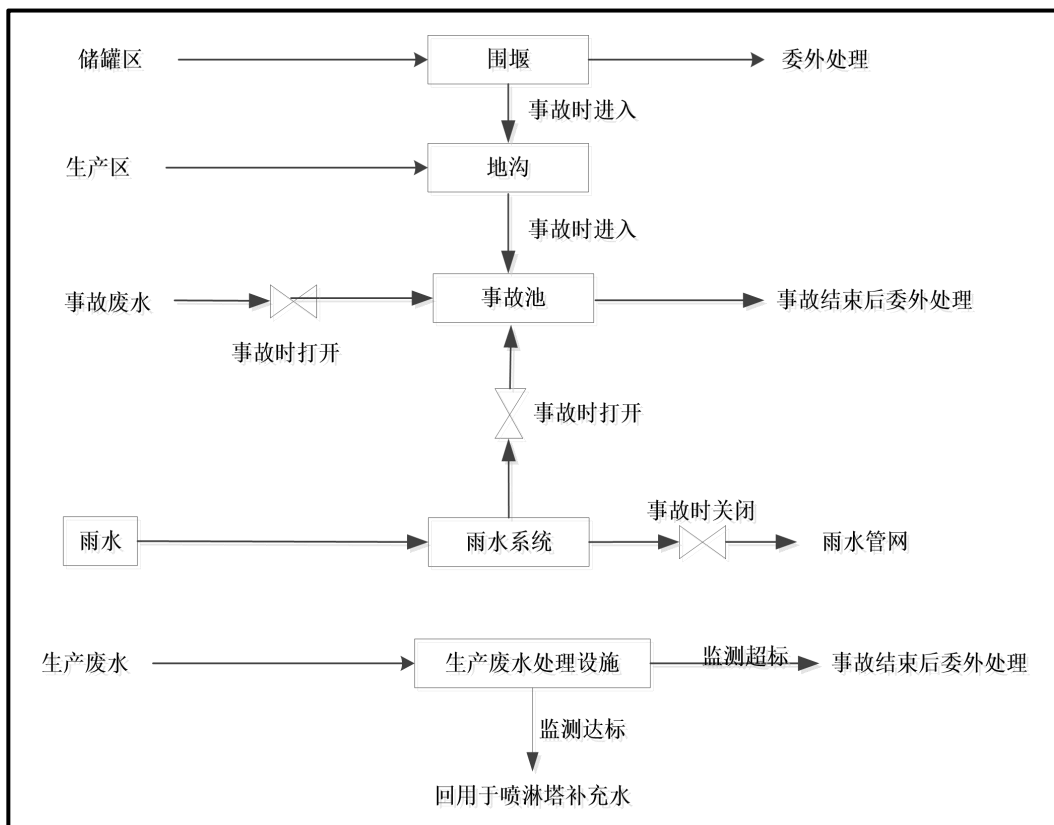 储罐区
围堰
委外处理
事故时进入
生产区
地沟
事故时进入
事故废水
事故池
事故结束后委外处理
事故时打开
事故时打开
事故时关闭
雨水
雨水系统
雨水管网
生产废水
生产废水处理设施
监测超标
事故结束后委外处理
监测达标
回用于喷淋塔补充水